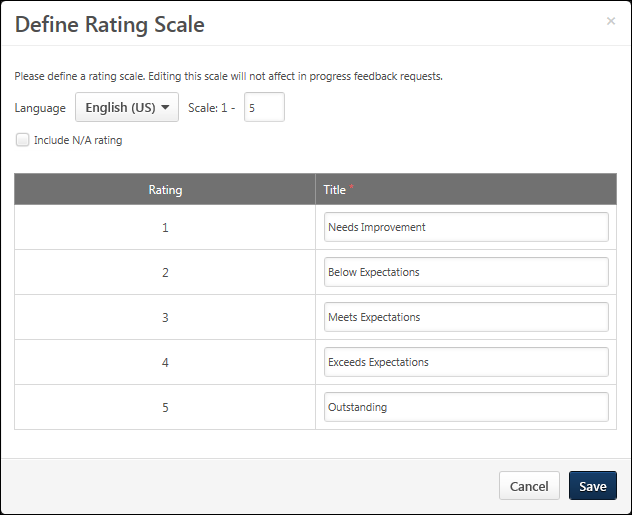 Define Rating Scale ×
Please define a rating scale. Editing this scale will not affect in progress feedback requests.
Language English (US) Scale: 1 - 5
Include N/A rating
Rating Title *
1 Needs Improvement
2 Below Expectations
3 Meets Expectations
4 Exceeds Expectations
5 Outstanding
Cancel Save